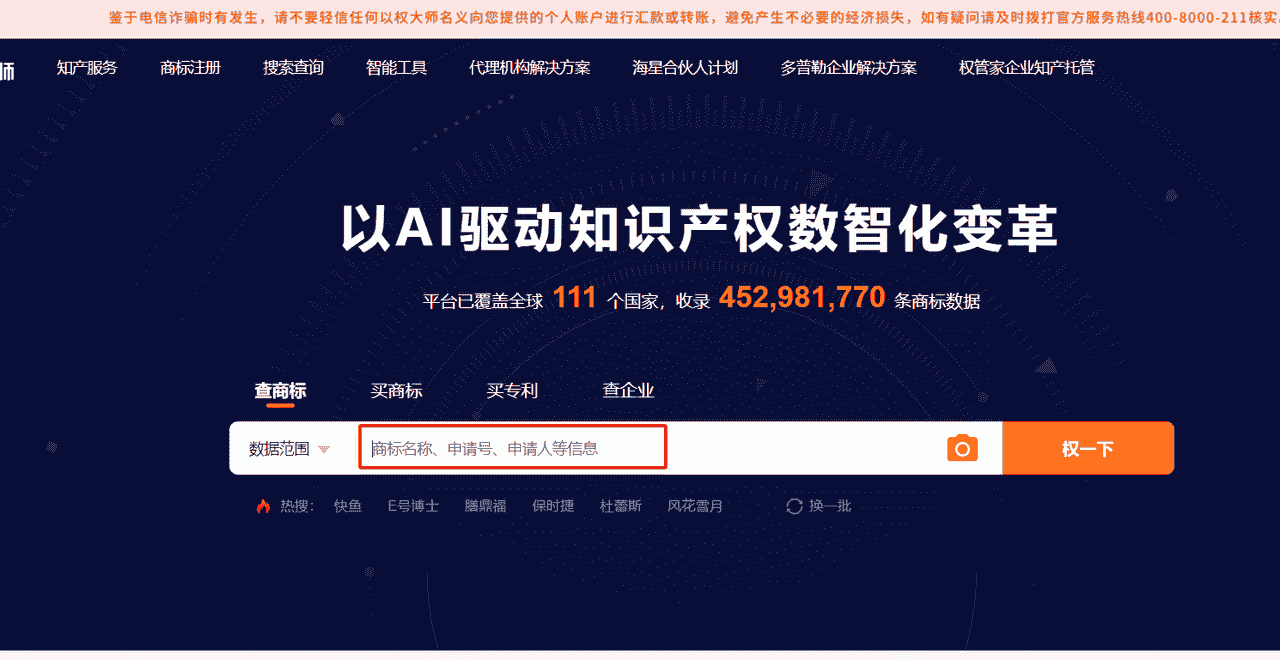 鉴于电信诈骗时有发生，请不要轻信任何以权大师名义向您提供的个人账户进行汇款或转账，避免产生不必要的经济损失，如有疑问请及时拨打官方服务热线400-8000-211核实
师 知产服务 商标注册 搜索查询 智能工具 代理机构解决方案 海星合伙人计划 多普勒企业解决方案 权管家企业知产托管
以AI驱动知识产权数智化变革
平台已覆盖全球 111 个国家，收录 452,981,770 条商标数据
查商标 买商标 买专利 查企业
数据范围 商标名称、申请号、申请人等信息 权一下
热搜： 快鱼 E号博士 膳鼎福 保时捷 杜蕾斯 风花雪月 换一批